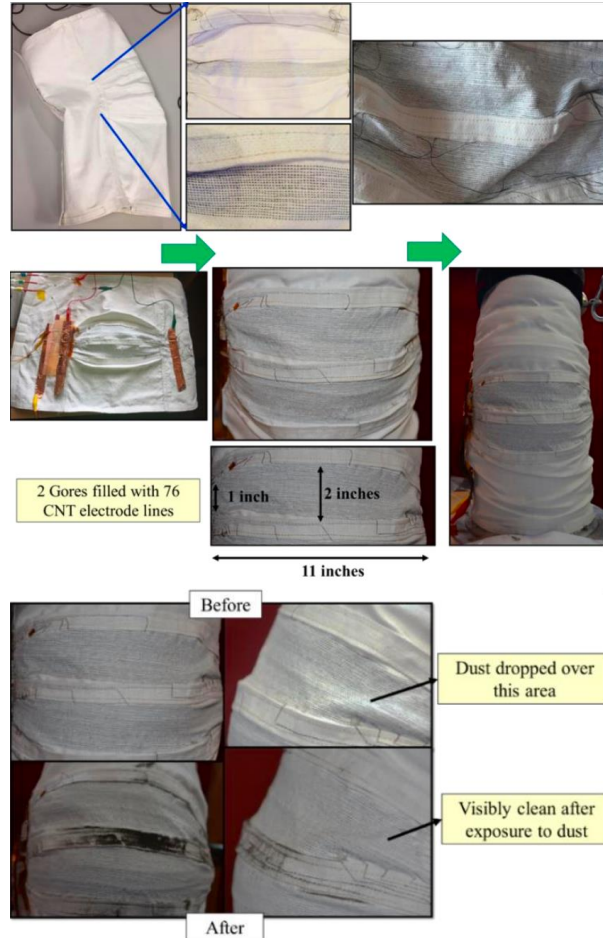 2 Gores filled with 76
CNT electrode lines
1 inch
2 inches
11 inches
Before
Dust dropped over
this area
Visibly clean after
exposure to dust
After